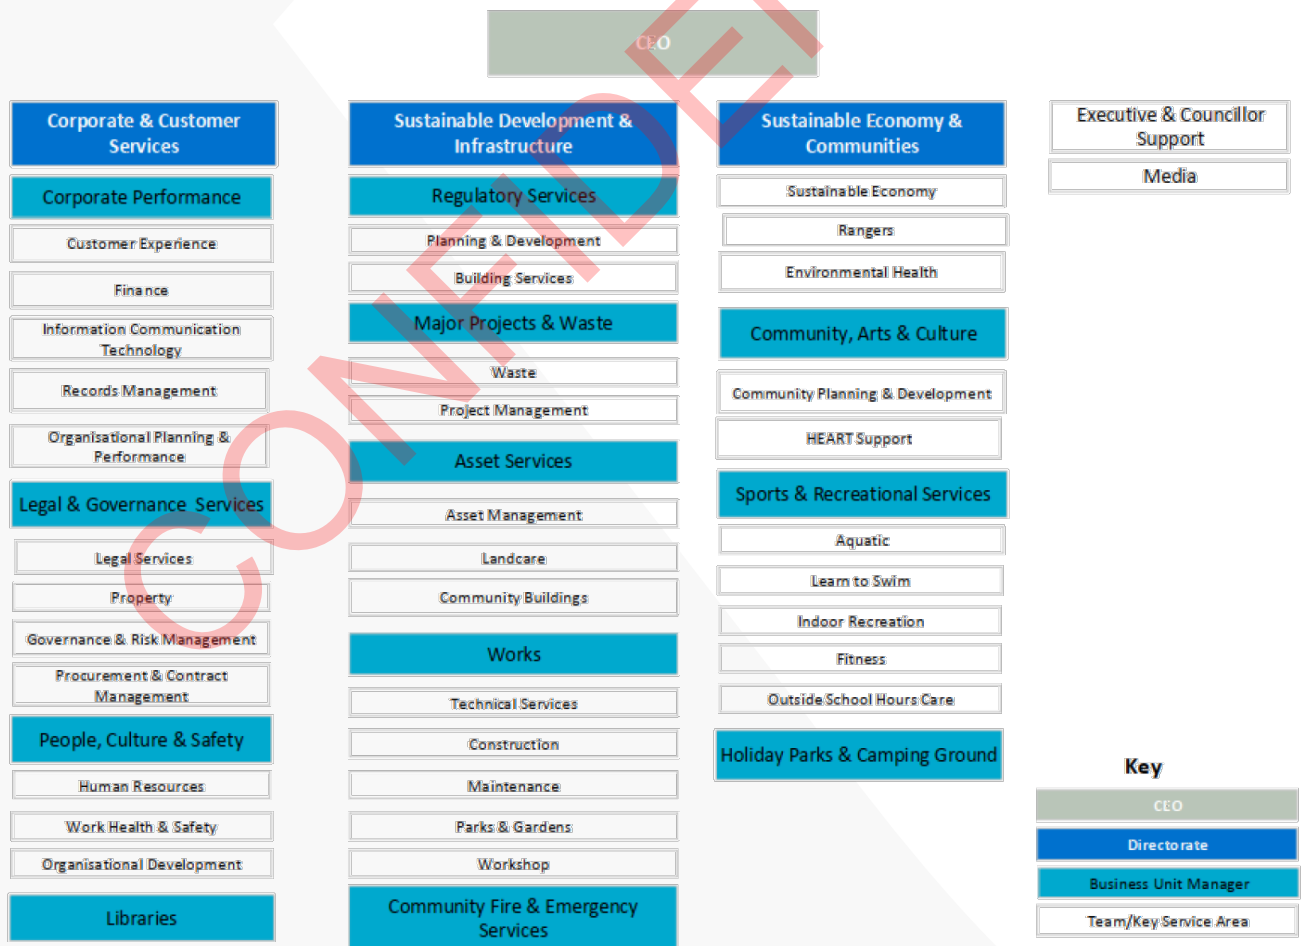 CEO
Corporate & Customer
Services
Corporate Performance
Customer Experience
Finance
Information Communication
Technology
Records Management
Organisational Planning &
Performance
Legal & Governance Services
Legal Services
Property
Governance & Risk Management
Procurement & Contract
Management
People, Culture & Safety
Human Resources
Work Health & Safety
Organisational Development
Libraries
Sustainable Development &
Infrastructure
Regulatory Services
Planning & Development
Building Services
Major Projects & Waste
Waste
Project Management
Asset Services
Asset Management
Landcare
Community Buildings
Works
Technical Services
Construction
Maintenance
Parks & Gardens
Workshop
Community Fire & Emergency
Services
Sustainable Economy &
Communities
Sustainable Economy
Rangers
Environmental Health
Community, Arts & Culture
Community Planning & Development
HEART Support
Sports & Recreational Services
Aquatic
Learn to Swim
Indoor Recreation
Fitness
Outside School Hours Care
Holiday Parks & Camping Ground
Executive & Councillor
Support
Media
Key
CEO
Directorate
Business Unit Manager
Team/Key Service Area
CONFIDE